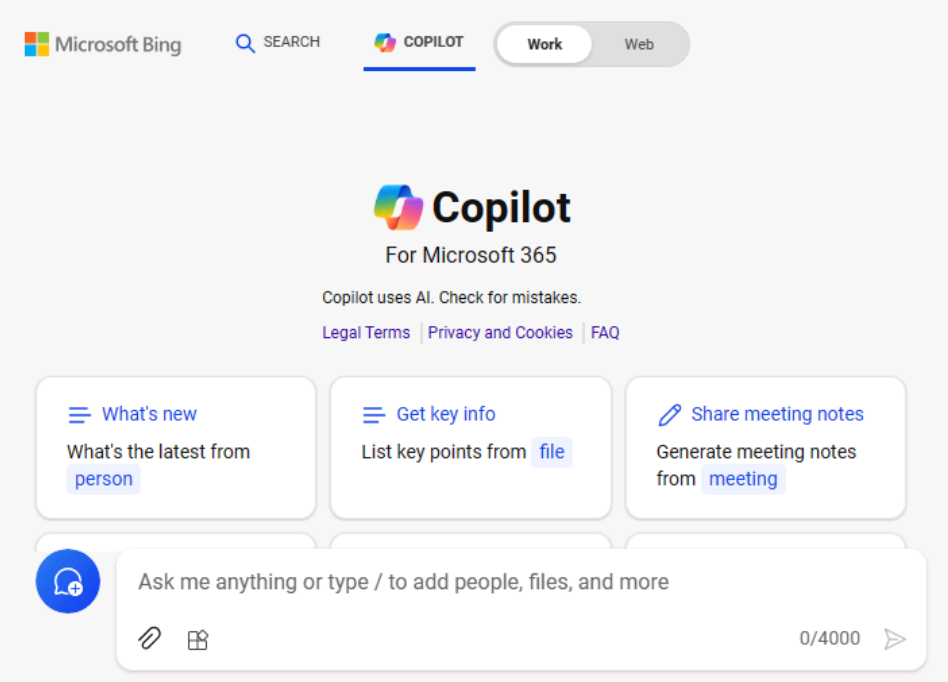 Microsoft Bing SEARCH COPILOT Work Web
Copilot
For Microsoft 365
Copilot uses AI. Check for mistakes.
Legal Terms Privacy and Cookies FAQ
What's new
What's the latest from
person
Get key info
List key points from file
Share meeting notes
Generate meeting notes
from meeting
Ask me anything or type / to add people, files, and more
0/4000